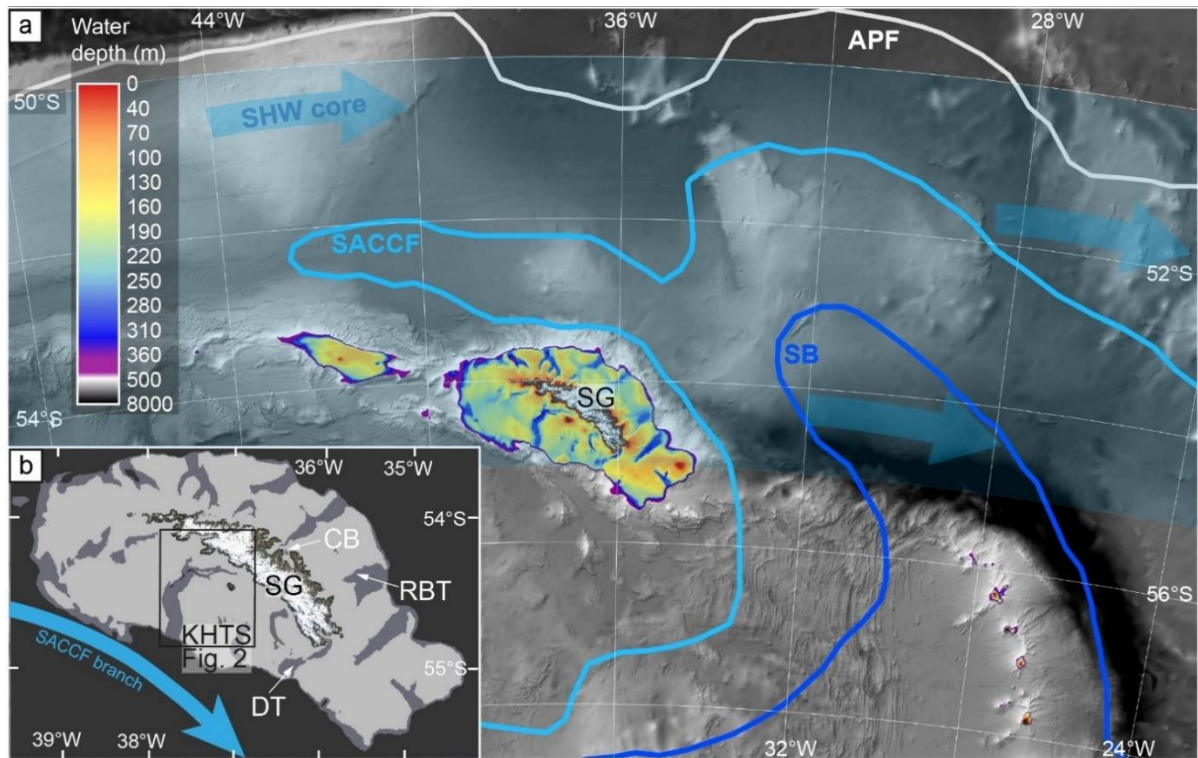 a
Water
depth (m)
0
40
70
100
130
160
190
220
250
280
310
360
500
8000
44°W
36°W
28°W
APF
50°S
SHW core
SACCF
52°S
SB
SG
54°S
56°S
32°W
24°W
b
36°W
35°W
54°S
CB
SG
RBT
KHTS
Fig. 2
55°S
SACCF branch
DT
39°W
38°W